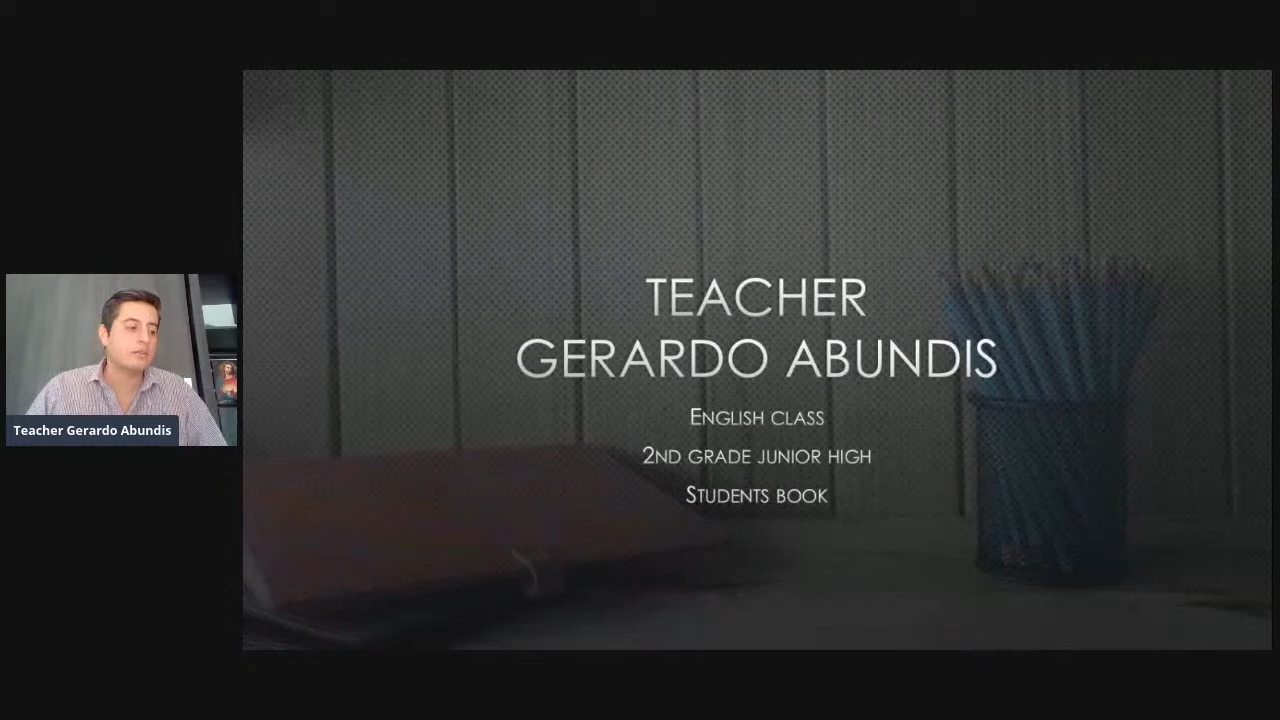 TEACHER
GERARDO ABUNDIS
ENGLISH CLASS
2ND GRADE JUNIOR HIGH
STUDENTS BOOK
Teacher Gerardo Abundis